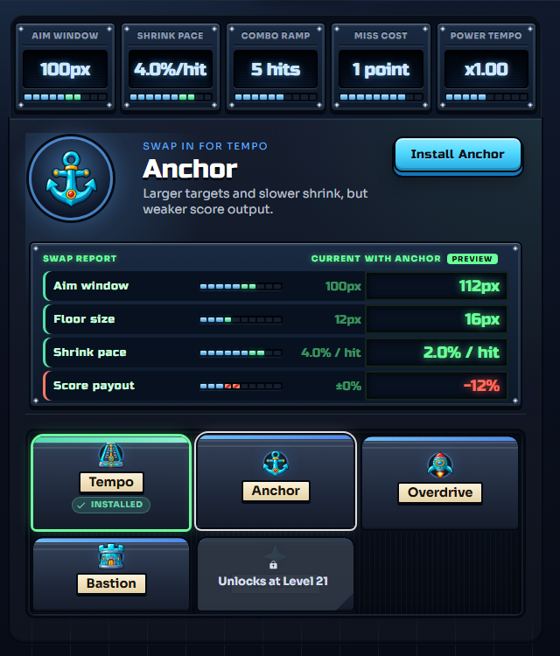 AIM WINDOW
100px
SHRINK PACE
4.0%/hit
COMBO RAMP
5 hits
MISS COST
1 point
POWER TEMPO
x1.00
SWAP IN FOR TEMPO
Anchor
Larger targets and slower shrink, but
weaker score output.
Install Anchor
SWAP REPORT CURRENT WITH ANCHOR PREVIEW
Aim window 100px 112px
Floor size 12px 16px
Shrink pace 4.0% / hit 2.0% / hit
Score payout ±0% -12%
Tempo
INSTALLED
Anchor
Overdrive
Bastion
Unlocks at Level 21